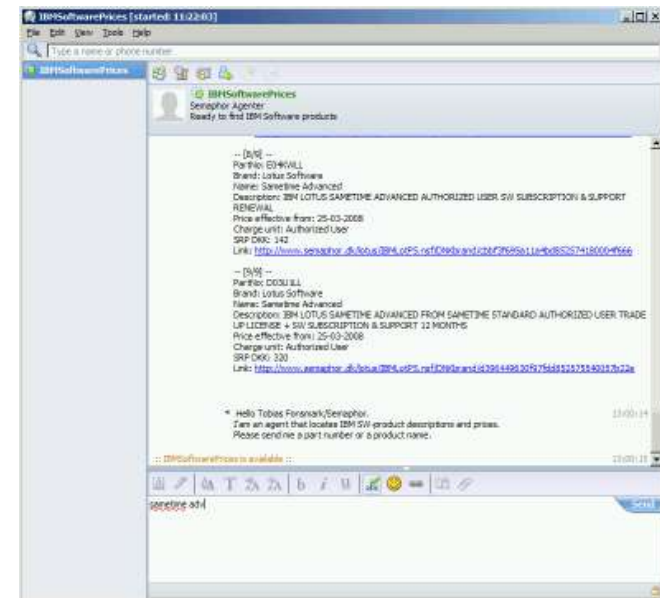 IBMSoftwarePrices [started: 11:22:03]
File Edit View Tools Help
Type a name or phone number
IBMSoftwarePrices
IBMSoftwarePrices
Semaphor Agenter
Ready to find IBM Software products
-- [8/9] --
PartNo: E04KWLL
Brand: Lotus Software
Name: Sametime Advanced
Description: IBM LOTUS SAMETIME ADVANCED AUTHORIZED USER SW SUBSCRIPTION & SUPPORT
RENEWAL
Price effective from: 25-03-2008
Charge unit: Authorized User
SRP DKK: 142
Link:
-- [9/9] --
PartNo:
Brand: Lotus Software
Name: Sametime Advanced
Description: IBM LOTUS SAMETIME ADVANCED FROM SAMETIME STANDARD AUTHORIZED USER TRADE
UP LICENSE + SW SUBSCRIPTION & SUPPORT 12 MONTHS
Price effective from: 25-03-2008
Charge unit: Authorized User
SRP DKK: 320
Link:
* Hello Tobias Fonsmark/Semaphor. 13:00:14
I am an agent that locates IBM SW-product descriptions and prices.
Please send me a part number or a product name.
:: IBMSoftwarePrices is available ::
sametime adv
Send